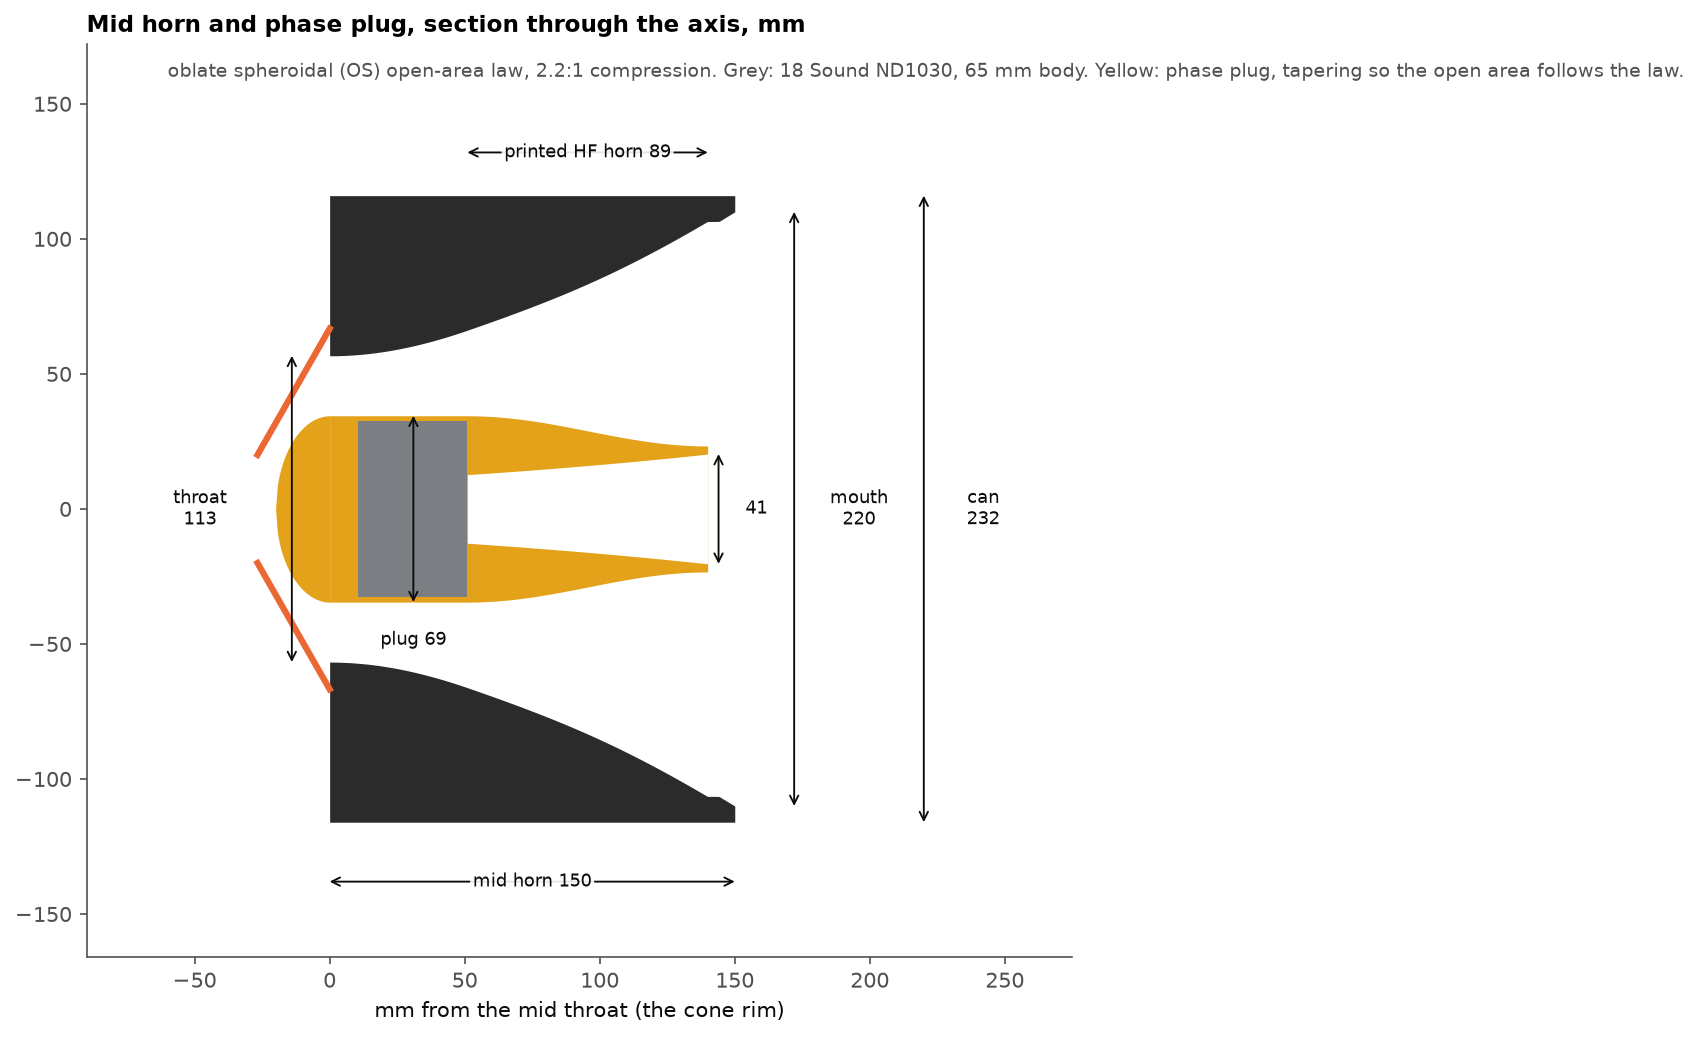 Mid horn and phase plug, section through the axis, mm
oblate spheroidal (OS) open-area law, 2.2:1 compression. Grey: 18 Sound ND1030, 65 mm body. Yellow: phase plug, tapering so the open area follows the law.
150
printed HF horn 89
100
50
throat
113
41
mouth
220
can
232
0
plug 69
−50
−100
mid horn 150
−150
−50
0
50
100
150
200
250
mm from the mid throat (the cone rim)